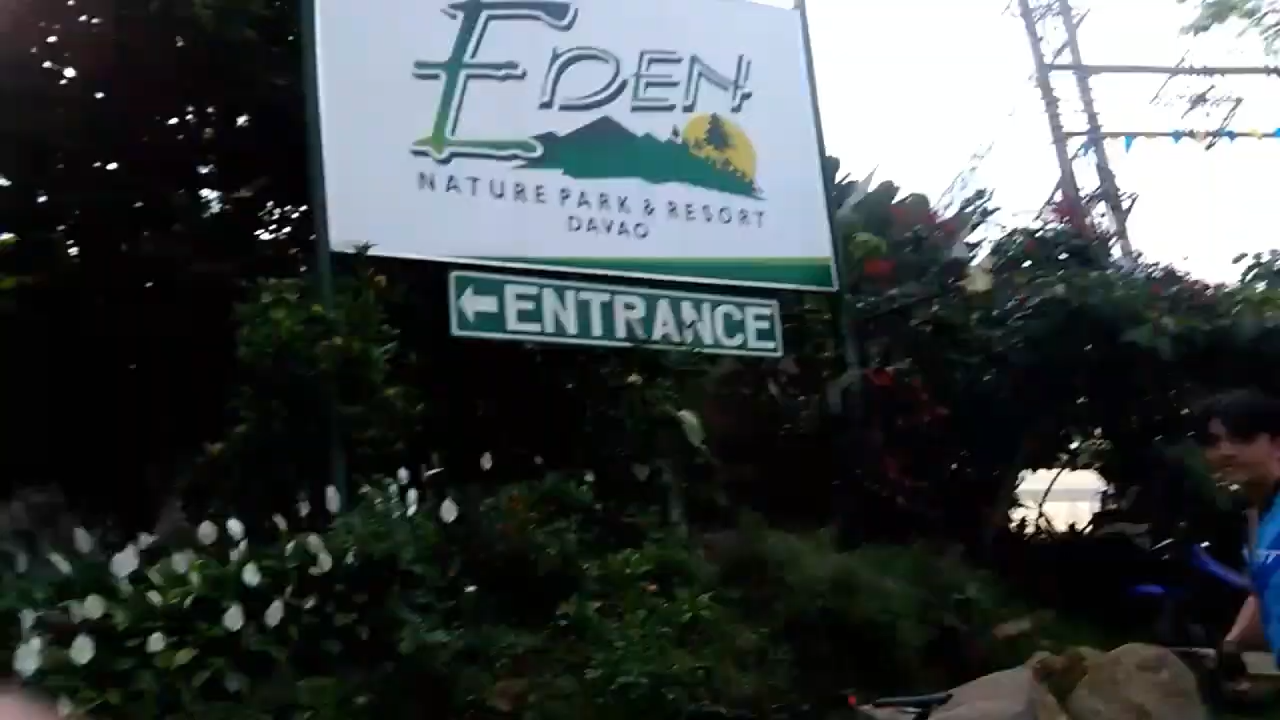 EDEN
NATURE PARK & RESORT
DAVAO
←ENTRANCE